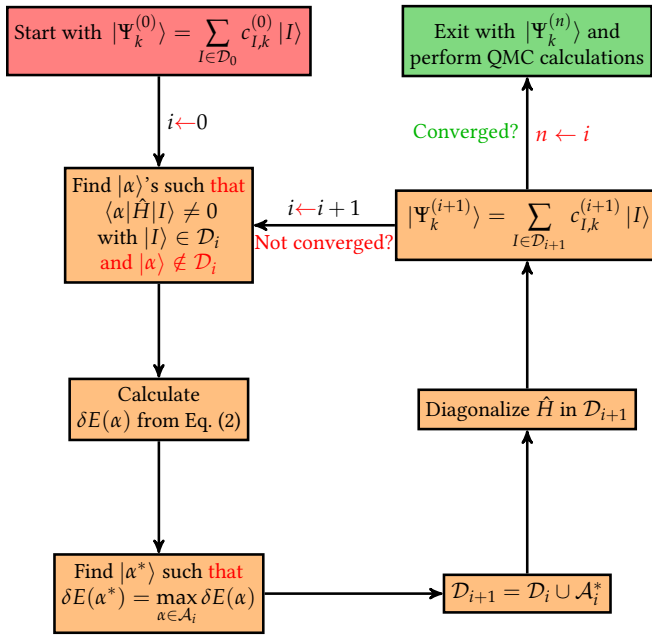 Start with |Ψ_k^{(0)}⟩ = ∑_{I∈𝒟_0} c_{I,k}^{(0)} |I⟩
i←0
Find |α⟩'s such that
⟨α|Ĥ|I⟩ ≠ 0
with |I⟩ ∈ 𝒟_i
and |α⟩ ∉ 𝒟_i
Calculate
δE(α) from Eq. (2)
Find |α*⟩ such that
δE(α*) = max_{α∈𝒜_i} δE(α)
𝒟_{i+1} = 𝒟_i ∪ 𝒜_i^*
Diagonalize Ĥ in 𝒟_{i+1}
|Ψ_k^{(i+1)}⟩ = ∑_{I∈𝒟_{i+1}} c_{I,k}^{(i+1)} |I⟩
i←i + 1
Not converged?
Converged?
n ← i
Exit with |Ψ_k^{(n)}⟩ and
perform QMC calculations